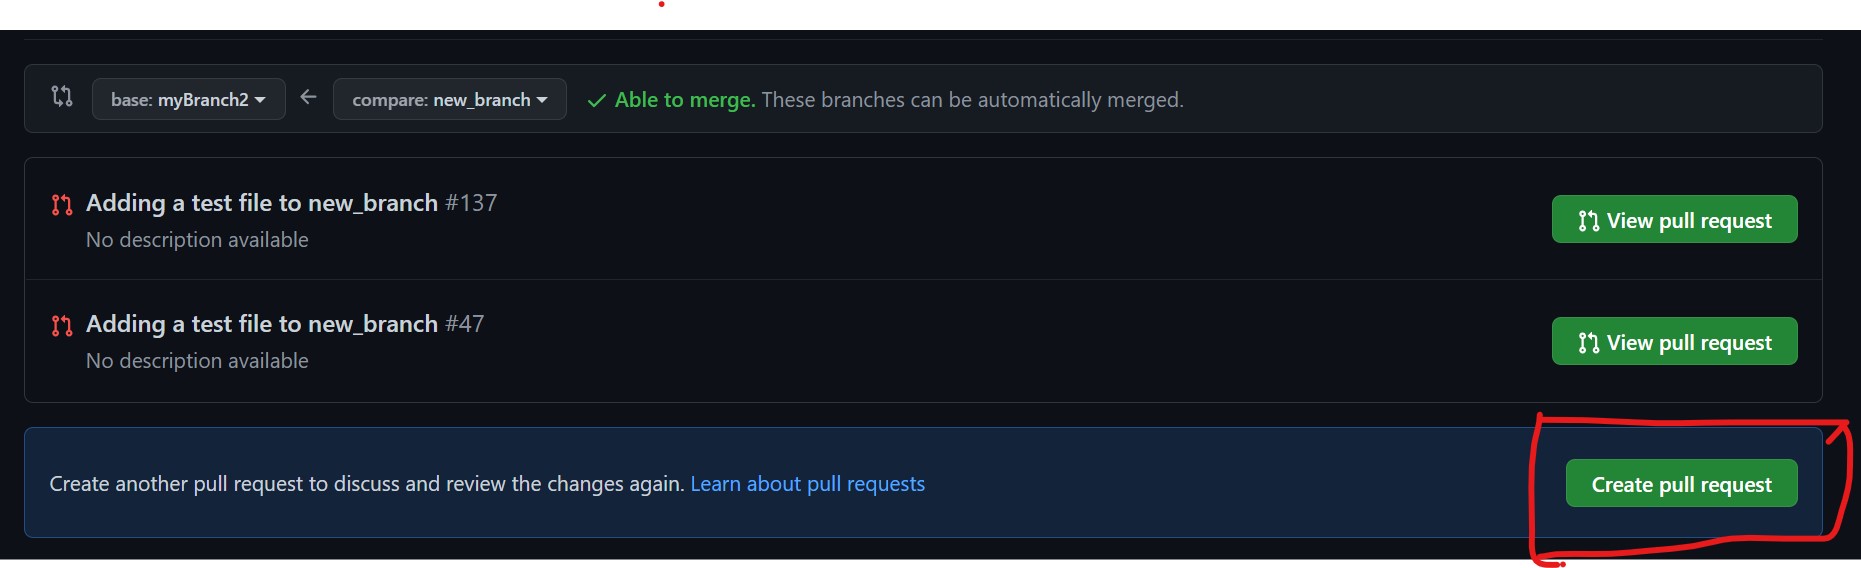 base: myBranch2 compare: new_branch Able to merge. These branches can be automatically merged.
Adding a test file to new_branch #137
No description available
View pull request
Adding a test file to new_branch #47
No description available
View pull request
Create another pull request to discuss and review the changes again. Learn about pull requests
Create pull request